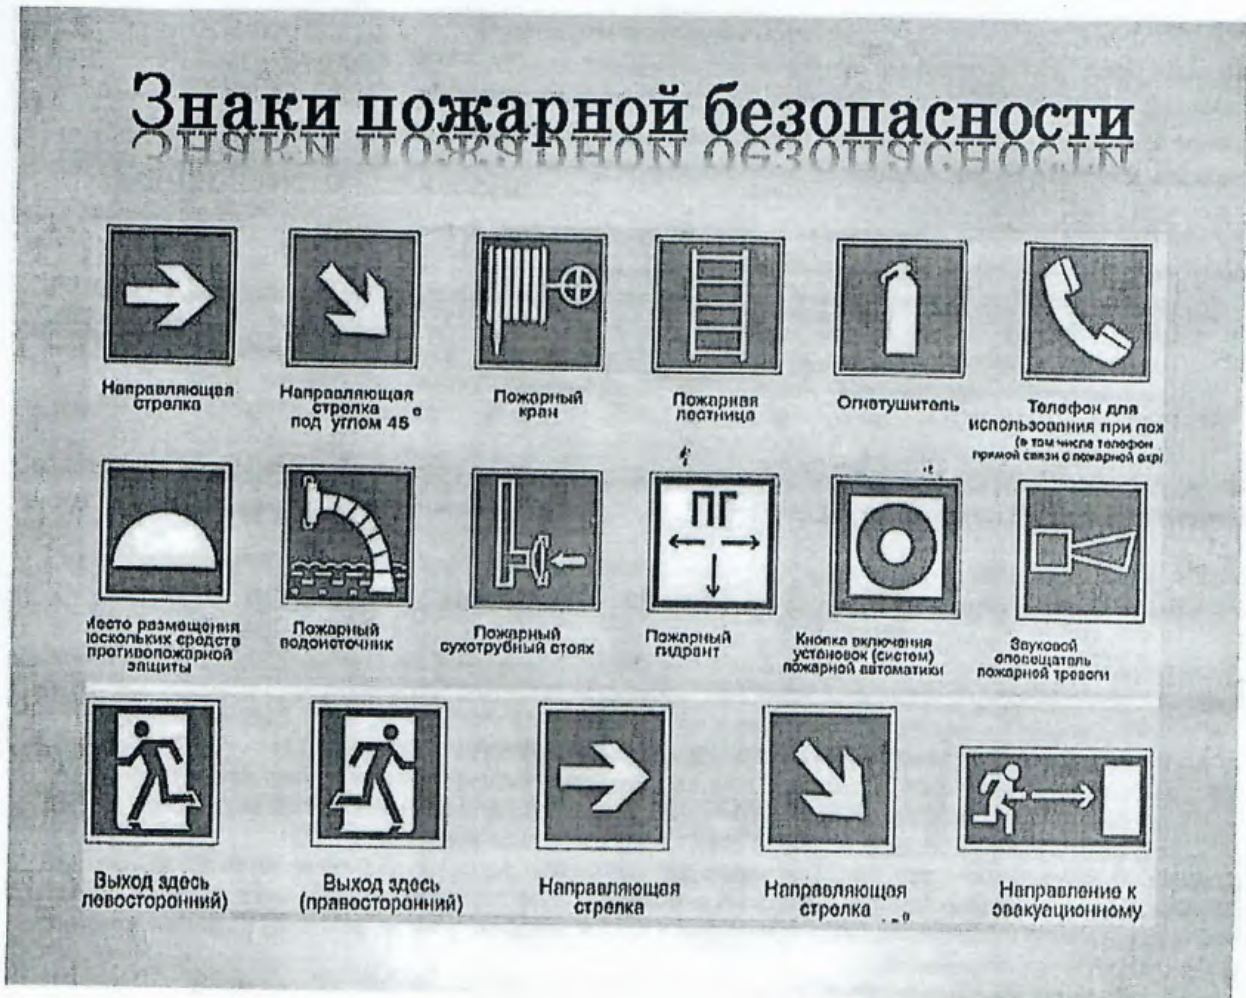 Знаки пожарной безопасности
Направляющая
стрелка
Направляющая
стрелка
под углом 45°
Пожарный
кран
Пожарная
лестница
Огнетушитель
Телефон для
использования при пож
(в том числе телефон
прямой связи с пожарной охр
Место размещения
нескольких средств
противопожарной
защиты
Пожарный
водоисточник
Пожарный
сухотрубный стояк
ПГ
Пожарный
гидрант
Кнопка включения
установок (систем)
пожарной автоматики
Звуковой
оповещатель
пожарной тревоги
Выход здесь
левосторонний)
Выход здесь
(правосторонний)
Направляющая
стрелка
Направляющая
стрелка
Направление к
эвакуационному